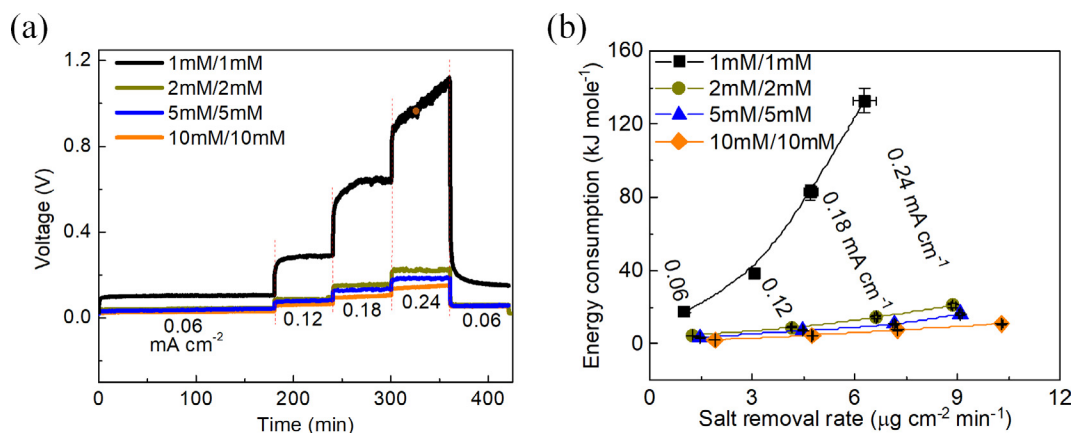 (a)
1mM/1mM
2mM/2mM
5mM/5mM
10mM/10mM
Voltage (V)
1.2
0.9
0.6
0.3
0.0
0.06
mA cm⁻²
0.12
0.18
0.24
0.06
0
100
200
300
400
Time (min)
(b)
1mM/1mM
2mM/2mM
5mM/5mM
10mM/10mM
Energy consumption (kJ mole⁻¹)
160
120
80
40
0
0.06
0.12
0.18 mA cm⁻¹
0.24 mA cm⁻¹
0
3
6
9
12
Salt removal rate (μg cm⁻² min⁻¹)